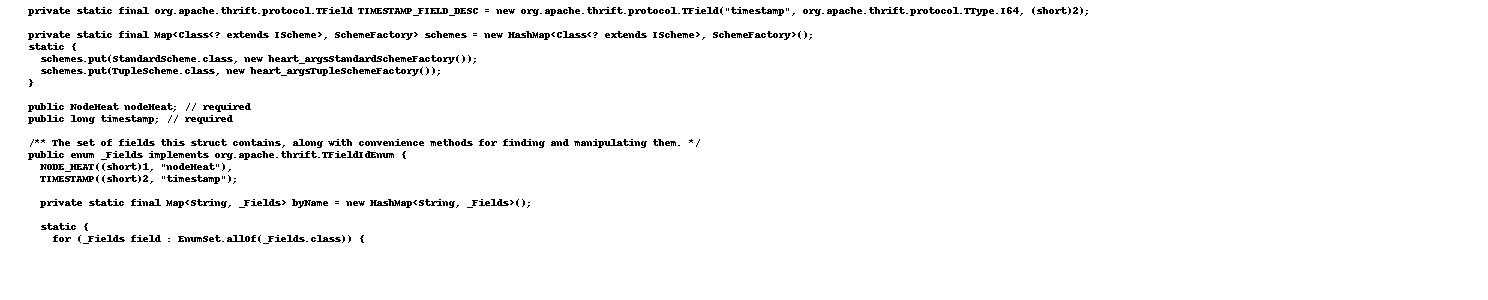 private static final org.apache.thrift.protocol.TField TIMESTAMP_FIELD_DESC = new org.apache.thrift.protocol.TField("timestamp", org.apache.thrift.protocol.TType.I64, (short)2);
private static final Map<Class<? extends IScheme>, SchemeFactory> schemes = new HashMap<Class<? extends IScheme>, SchemeFactory>();
static {
schemes.put(StandardScheme.class, new heart_argsStandardSchemeFactory());
schemes.put(TupleScheme.class, new heart_argsTupleSchemeFactory());
}
public NodeHeat nodeHeat; // required
public long timestamp; // required
/** The set of fields this struct contains, along with convenience methods for finding and manipulating them. */
public enum _Fields implements org.apache.thrift.TFieldIdEnum {
NODE_HEAT((short)1, "nodeHeat"),
TIMESTAMP((short)2, "timestamp");
private static final Map<String, _Fields> byName = new HashMap<String, _Fields>();
static {
for (_Fields field : EnumSet.allOf(_Fields.class)) {